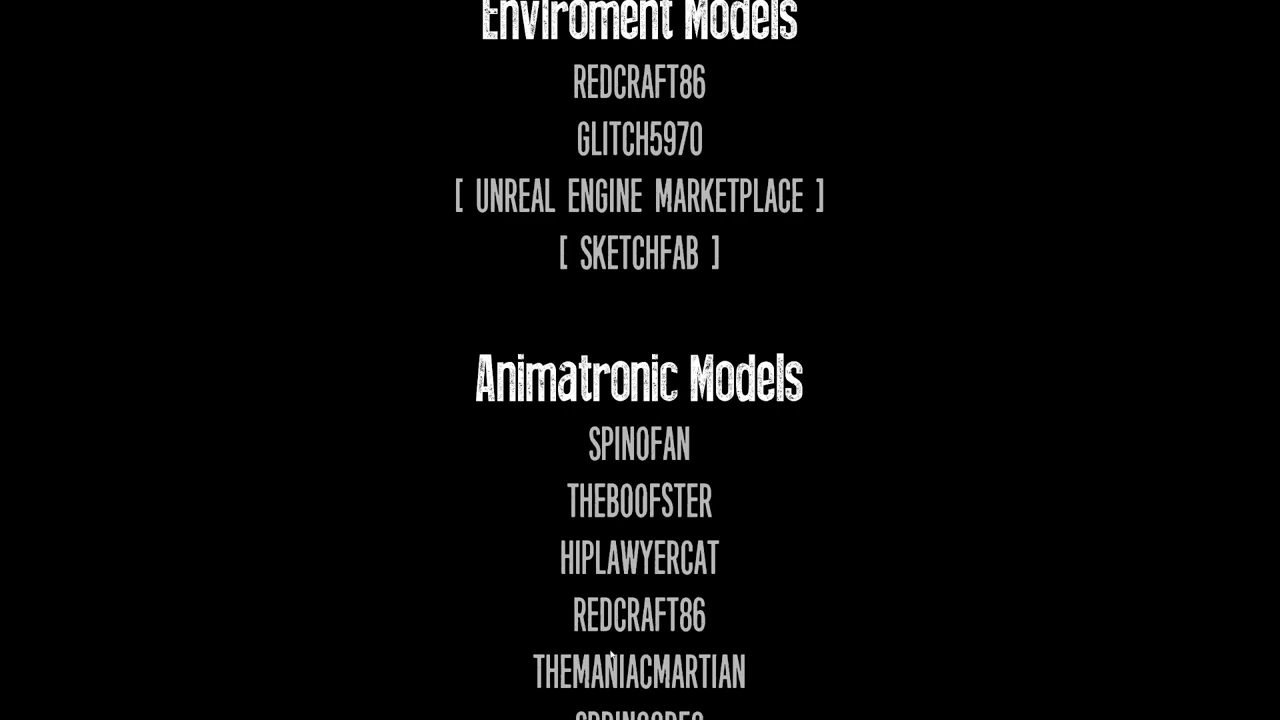 Enviroment Models
REDCRAFT86
GLITCH5970
[ UNREAL ENGINE MARKETPLACE ]
[ SKETCHFAB ]
Animatronic Models
SPINOFAN
THEBOOFSTER
HIPLAWYERCAT
REDCRAFT86
THEMANIACMARTIAN